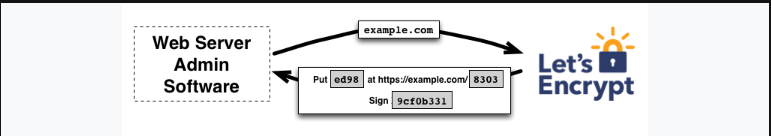 example.com
Web Server
Admin
Software
Put ed98 at https://example.com/ 8303
Sign 9cf0b331
Let's
Encrypt